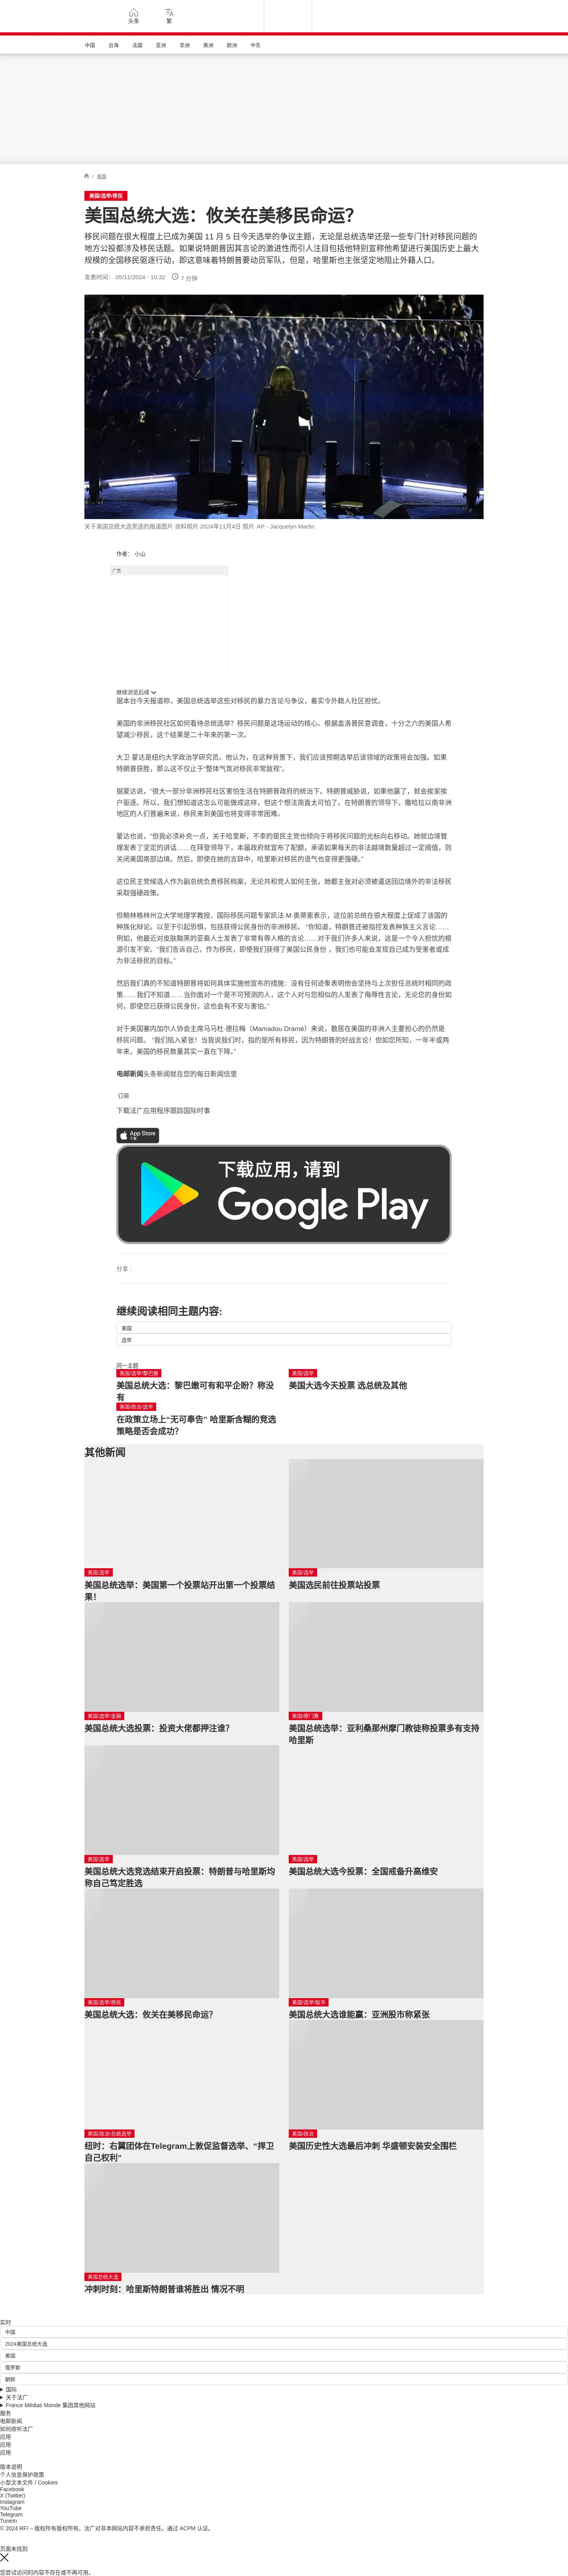 头条
繁
中国
台海
法国
亚洲
非洲
美洲
欧洲
中东
/ 美国
美国/选举/移民
美国总统大选：攸关在美移民命运？
移民问题在很大程度上已成为美国 11 月 5 日今天选举的争议主题，无论是总统选举还是一些专门针对移民问题的
地方公投都涉及移民话题。如果说特朗普因其言论的激进性而引人注目包括他特别宣称他希望进行美国历史上最大
规模的全国移民驱逐行动，即这意味着特朗普要动员军队，但是，哈里斯也主张坚定地阻止外籍人口。
发表时间： 05/11/2024 - 10:32
7 分钟
关于美国总统大选竞选的报道图片 资料照片 2024年11月4日 照片 AP - Jacquelyn Martin
作者： 小山
广告
继续浏览后续
据本台今天报道称，美国总统选举这些对移民的暴力言论与争议，着实令外籍人社区担忧。
美国的非洲移民社区如何看待总统选举？移民问题是这场运动的核心。根据盖洛普民意调查，十分之六的美国人希
望减少移民，这个结果是二十年来的第一次。
大卫·蒙达是纽约大学政治学研究员。他认为，在这种背景下，我们应该预期选举后该领域的政策将会加强。如果
特朗普获胜，那么这不仅止于“整体气氛对移民非常敌视”。
据蒙达说，“很大一部分非洲移民社区害怕生活在特朗普政府的统治下。特朗普威胁说，如果他赢了，就会挨家挨
户驱逐。所以，我们想知道这怎么可能做成这样，但这个想法简直太可怕了。在特朗普的领导下，撒哈拉以南非洲
地区的人们普遍来说，移民来到美国也将变得非常困难。
蒙达也说，“但我必须补充一点，关于哈里斯，不幸的是民主党也倾向于将移民问题的光标向右移动。她就边境管
理发表了坚定的讲话……在拜登领导下，本届政府就宣布了配额，承诺如果每天的非法越境数量超过一定阈值，则
关闭美国南部边境。然后，即使在她的言辞中，哈里斯对移民的语气也变得更强硬。”
这位民主党候选人作为副总统负责移民档案，无论共和党人如何主张，她都主张对必须被遣送回边境外的非法移民
采取强硬政策。
但鲍林格林州立大学地理学教授、国际移民问题专家凯法·M·奥蒂索表示，这位前总统在很大程度上促成了该国的
种族化辩论。以至于引起恐惧，包括获得公民身份的非洲移民。 “你知道，特朗普还被指控发表种族主义言论……
例如，他最近对皮肤黝黑的亚裔人士发表了非常有辱人格的言论……对于我们许多人来说，这是一个令人担忧的根
源引发不安。“我们告诉自己，作为移民，即使我们获得了美国公民身份 ，我们也可能会发现自己成为受害者或成
为非法移民的目标。”
然后我们真的不知道特朗普将如何具体实施他宣布的措施：没有任何迹象表明他会坚持与上次担任总统时相同的政
策……我们不知道……当你面对一个是不可预测的人，这个人对与您相似的人发表了侮辱性言论，无论您的身份如
何，即使您已获得公民身份，这也会有不安与害怕。”
对于美国塞内加尔人协会主席马马杜·德拉梅（Mamadou Dramé）来说，散居在美国的非洲人主要担心的仍然是
移民问题。 “我们陷入紧张！当我说我们时，指的是所有移民，因为特朗普的好战言论！但如您所知，一年半或两
年来，美国的移民数量其实一直在下降。”
电邮新闻头条新闻就在您的每日新闻信里
订阅
下载法广应用程序跟踪国际时事
App Store
下载
下载应用，请到
Google Play
分享 :
继续阅读相同主题内容:
美国
选举
同一主题
美国/选举/黎巴嫩
美国总统大选：黎巴嫩可有和平企盼？称没
有
美国/选举
美国大选今天投票 选总统及其他
美国/政治/选举
在政策立场上“无可奉告” 哈里斯含糊的竞选
策略是否会成功？
其他新闻
美国/选举
美国总统选举：美国第一个投票站开出第一个投票结
果！
美国/选举
美国选民前往投票站投票
美国/选举/金融
美国总统大选投票：投资大佬都押注谁？
美国/摩门教
美国总统选举：亚利桑那州摩门教徒称投票多有支持
哈里斯
美国/选举
美国总统大选竞选结束开启投票：特朗普与哈里斯均
称自己笃定胜选
美国/选举
美国总统大选今投票：全国戒备升高维安
美国/选举/移民
美国总统大选：攸关在美移民命运？
美国/选举/股市
美国总统大选谁能赢：亚洲股市称紧张
美国/政治/总统选举
纽时：右翼团体在Telegram上敦促监督选举、“捍卫
自己权利”
美国/政治
美国历史性大选最后冲刺 华盛顿安装安全围栏
美国总统大选
冲刺时刻：哈里斯特朗普谁将胜出 情况不明
实时
中国
2024美国总统大选
美国
俄罗斯
朝鲜
国际
关于法广
France Médias Monde 集团其他网站
服务
电邮新闻
如何收听法广
应用
应用
应用
版本说明
个人信息保护政策
小型文本文件 / Cookies
Facebook
X (Twitter)
Instagram
YouTube
Telegram
TuneIn
© 2024 RFI – 版权所有版权所有。法广对非本网站内容不承担责任。通过 ACPM 认证。
页面未找到
您尝试访问的内容不存在或不再可用。